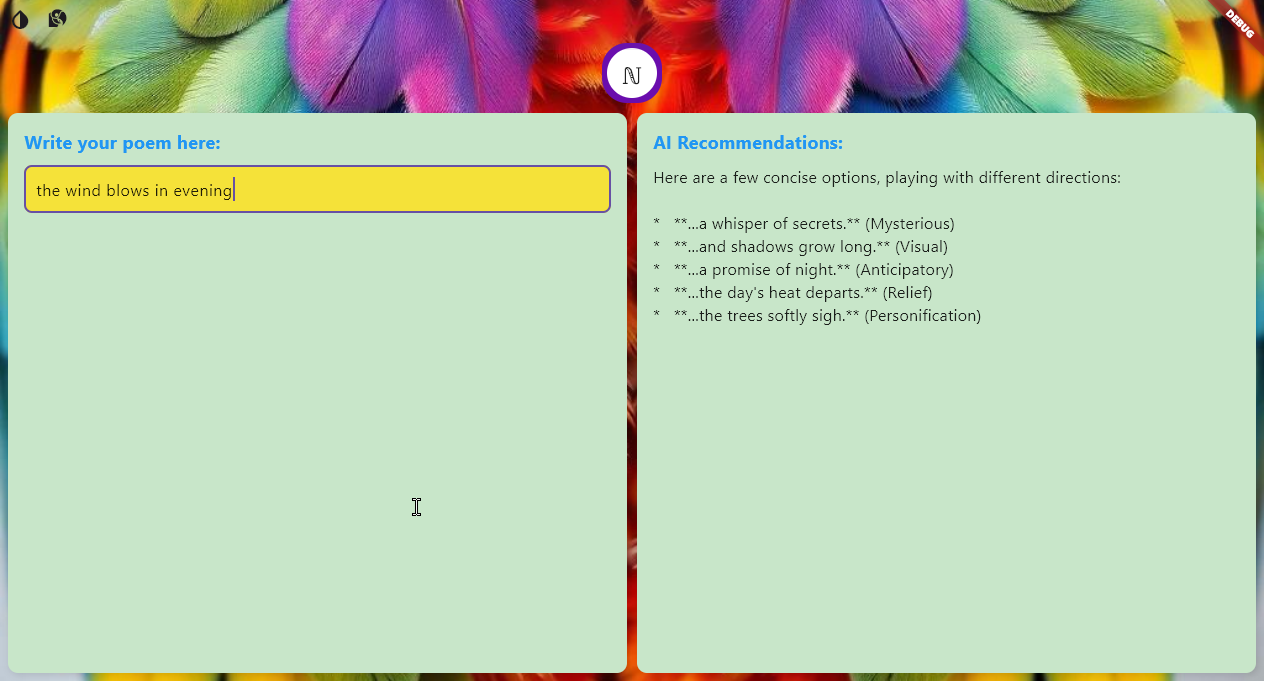 DEBUG
ℕ
Write your poem here:
the wind blows in evening
AI Recommendations:
Here are a few concise options, playing with different directions:
*   **...a whisper of secrets.** (Mysterious)
*   **...and shadows grow long.** (Visual)
*   **...a promise of night.** (Anticipatory)
*   **...the day's heat departs.** (Relief)
*   **...the trees softly sigh.** (Personification)